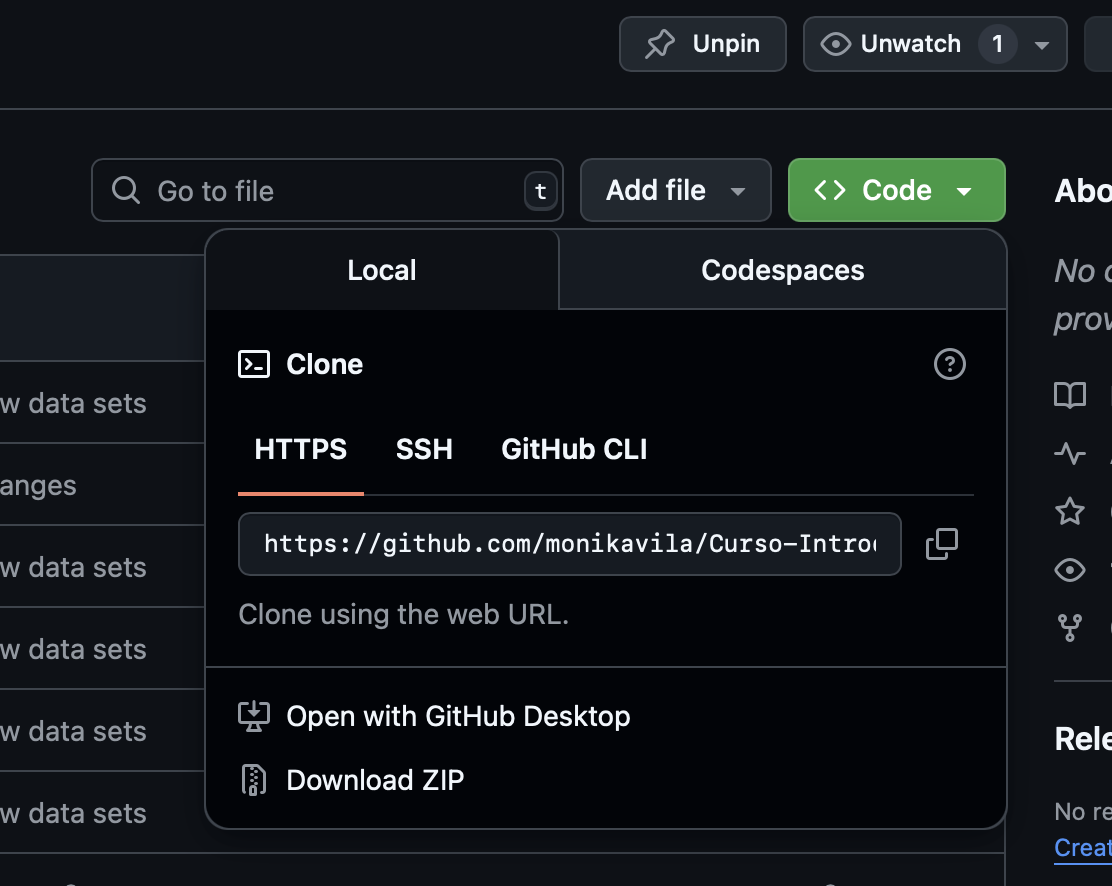 Unpin
Unwatch 1
Go to file t
Add file
Code
Local
Codespaces
Clone
HTTPS SSH GitHub CLI
https://github.com/monikavila/Curso-Introd
Clone using the web URL.
Open with GitHub Desktop
Download ZIP
w data sets
anges
w data sets
w data sets
w data sets
w data sets
Abo
No
prov
Rele
No re
Creat